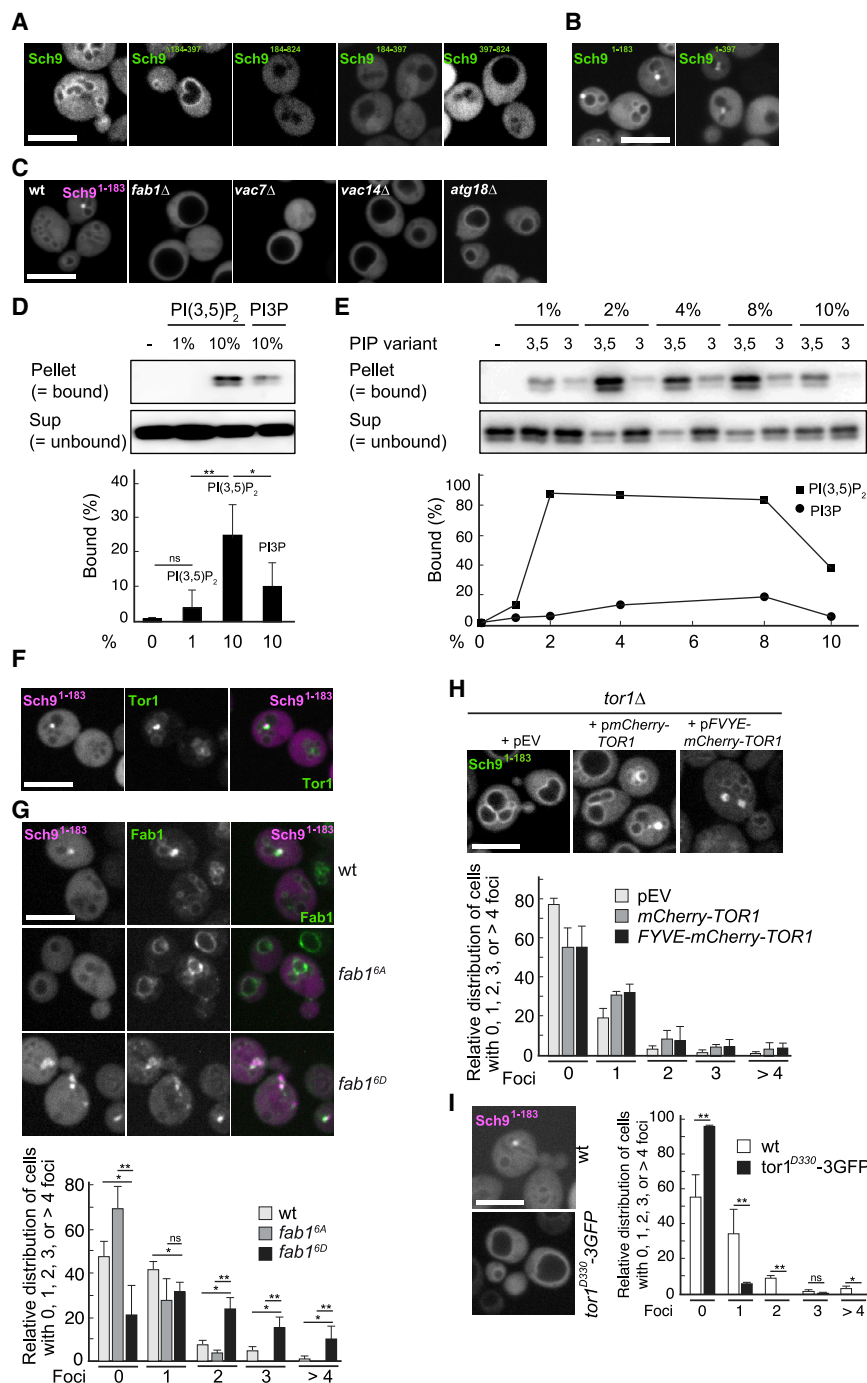 A
Sch9
Sch9Δ184-397
Sch9184-824
Sch9184-397
Sch9397-824
B
Sch91-183
Sch91-397
C
wt
Sch91-183
fab1Δ
vac7Δ
vac14Δ
atg18Δ
D
PI(3,5)P2 PI3P
- 1% 10% 10%
Pellet
(= bound)
Sup
(= unbound)
Bound (%)
40
30
20
10
0
ns
**
*
PI(3,5)P2
PI(3,5)P2
PI3P
% 0 1 10 10
E
1% 2% 4% 8% 10%
PIP variant - 3,5 3 3,5 3 3,5 3 3,5 3 3,5 3
Pellet
(= bound)
Sup
(= unbound)
Bound (%)
100
80
60
40
20
0
PI(3,5)P2
PI3P
% 0 2 4 6 8 10
F
Sch91-183
Tor1
Sch91-183
Tor1
G
Sch91-183
Fab1
Sch91-183
Fab1
wt
fab16A
fab16D
Relative distribution of cells
with 0, 1, 2, 3, or > 4 foci
80
60
40
20
0
** * ns * ** * ** * ** *
wt
fab16A
fab16D
Foci 0 1 2 3 > 4
H
tor1Δ
+ pEV
+ pmCherry-
TOR1
+ pFVYE-
mCherry-TOR1
Sch91-183
Relative distribution of cells
with 0, 1, 2, 3, or > 4 foci
80
60
40
20
0
pEV
mCherry-TOR1
FYVE-mCherry-TOR1
Foci 0 1 2 3 > 4
I
Sch91-183
wt
tor1D330-3GFP
Relative distribution of cells
with 0, 1, 2, 3, or > 4 foci
100
80
60
40
20
0
** ** ** ns *
wt
tor1D330-3GFP
Foci 0 1 2 3 > 4